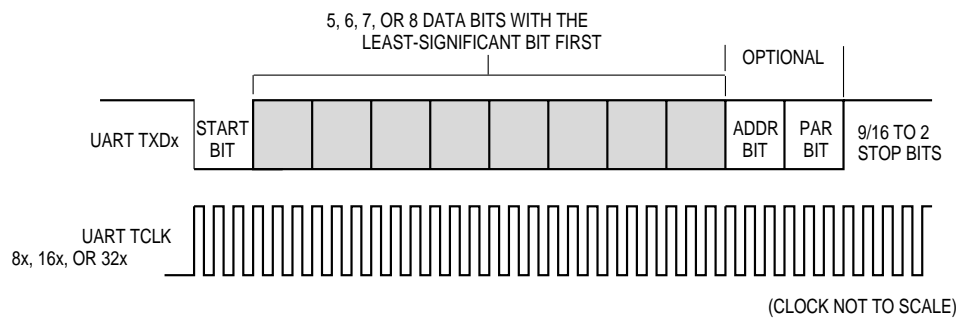 5, 6, 7, OR 8 DATA BITS WITH THE
LEAST-SIGNIFICANT BIT FIRST
OPTIONAL
UART TXDx
START
BIT
ADDR
BIT
PAR
BIT
9/16 TO 2
STOP BITS
UART TCLK
8x, 16x, OR 32x
(CLOCK NOT TO SCALE)